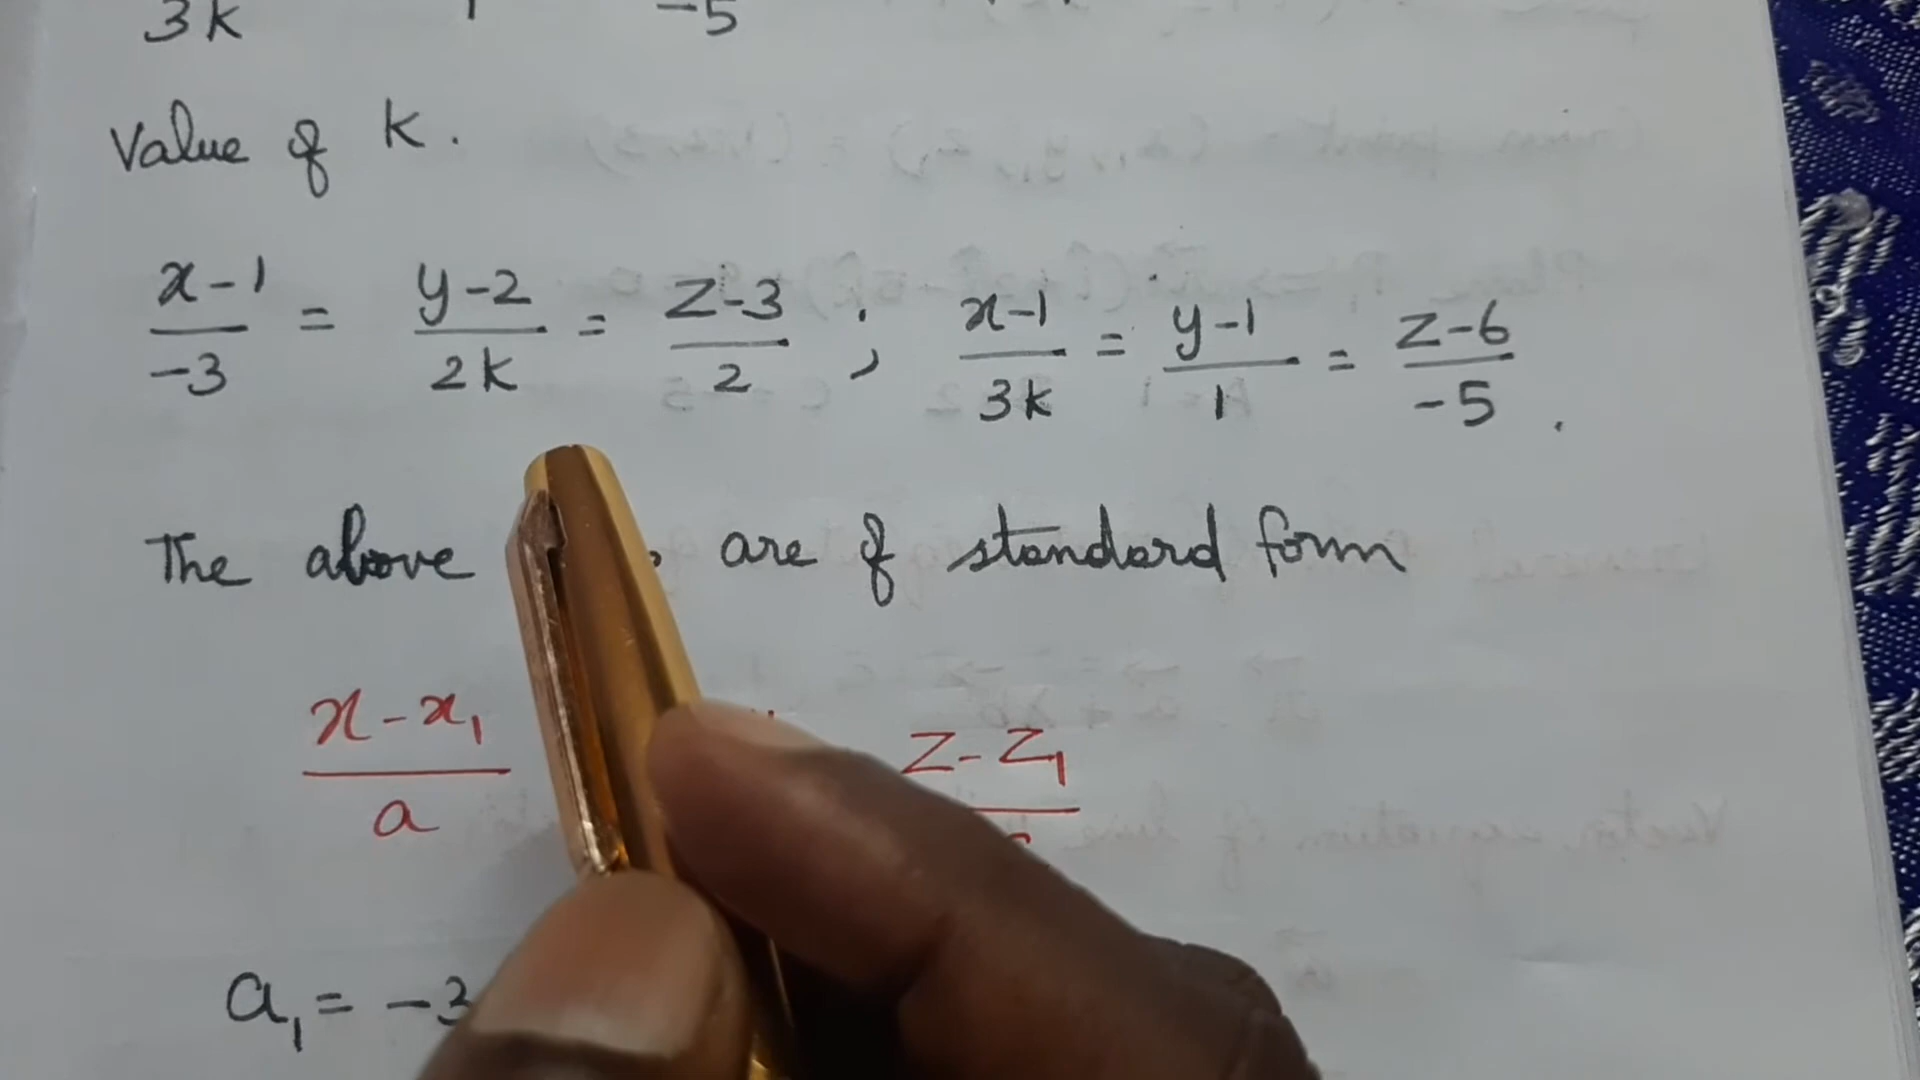 3k -5
Value of k.
x-1/-3 = y-2/2k = z-3/2 ; x-1/3k = y-1/1 = z-6/-5 .
The above are of standard form
x-x₁/a z-z₁
a₁ = -3